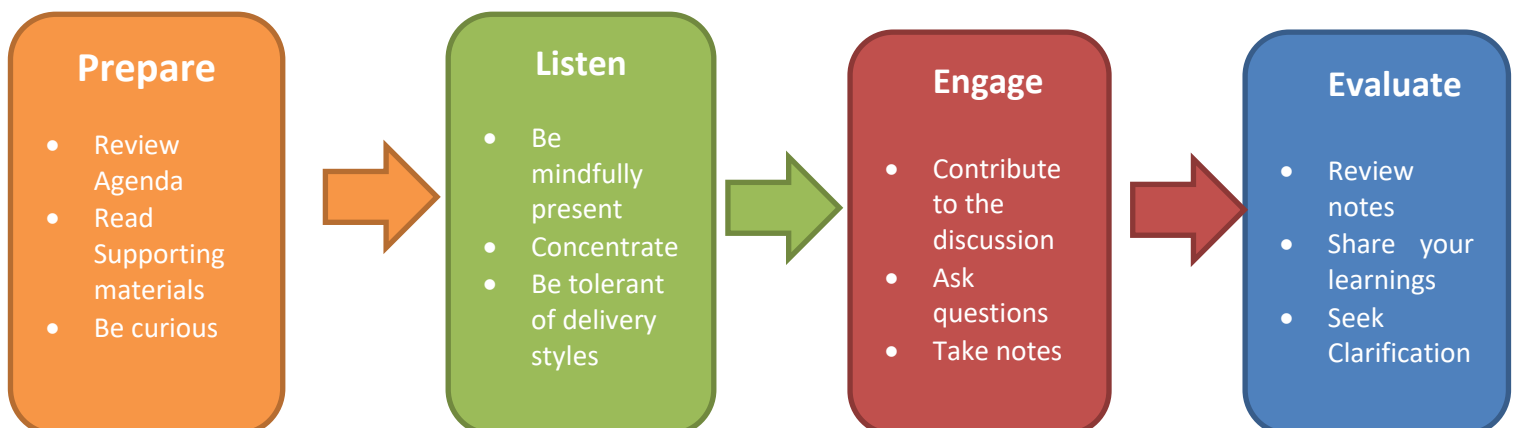 Prepare
• Review
Agenda
• Read
Supporting
materials
• Be curious
Listen
• Be
mindfully
present
• Concentrate
• Be tolerant
of delivery
styles
Engage
• Contribute
to the
discussion
• Ask
questions
• Take notes
Evaluate
• Review
notes
• Share your
learnings
• Seek
Clarification